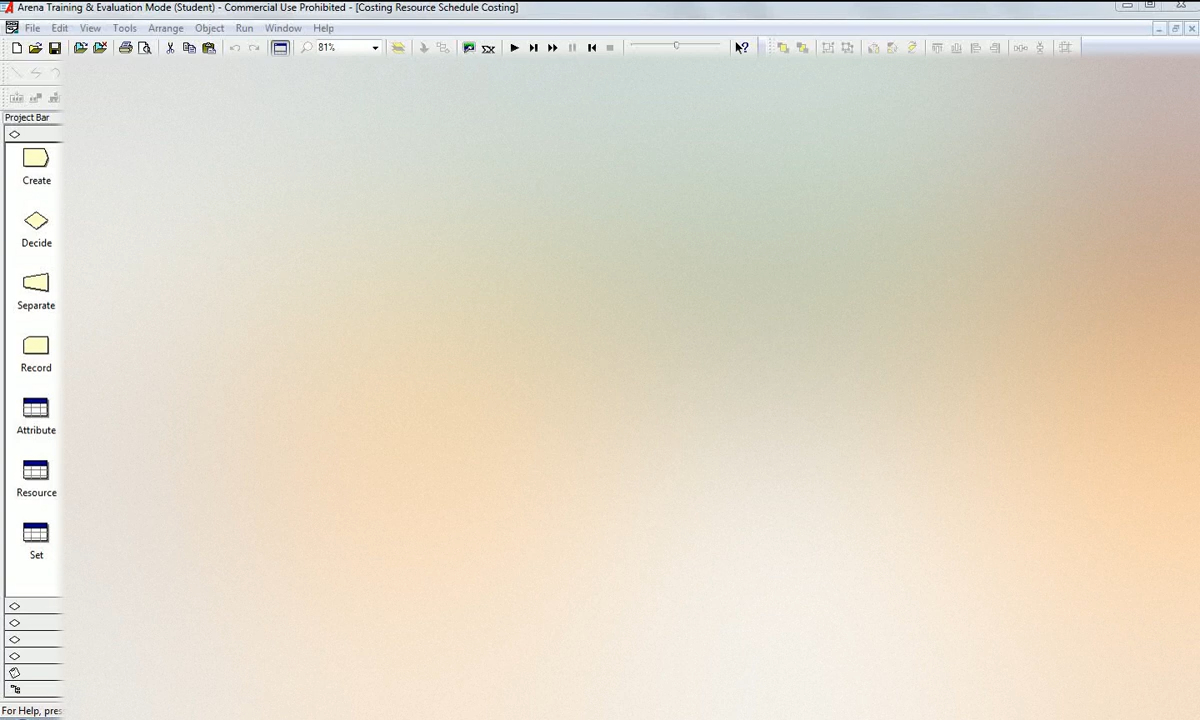 Arena Training & Evaluation Mode (Student) - Commercial Use Prohibited - [Costing Resource Schedule Costing]
File Edit View Tools Arrange Object Run Window Help
81%
Project Bar
Create
Decide
Separate
Record
Attribute
Resource
Set
For Help, pres